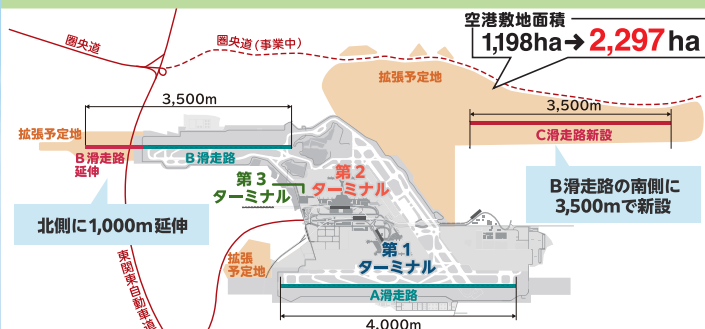 空港敷地面積
1,198ha→2,297ha
圏央道
圏央道(事業中)
拡張予定地
3,500m
3,500m
拡張予定地
C滑走路新設
B滑走路
延伸
B滑走路
第3
ターミナル
第2
ターミナル
B滑走路の南側に
3,500mで新設
北側に1,000m延伸
第1
ターミナル
拡張
予定地
東関東自動車道
A滑走路
4,000m